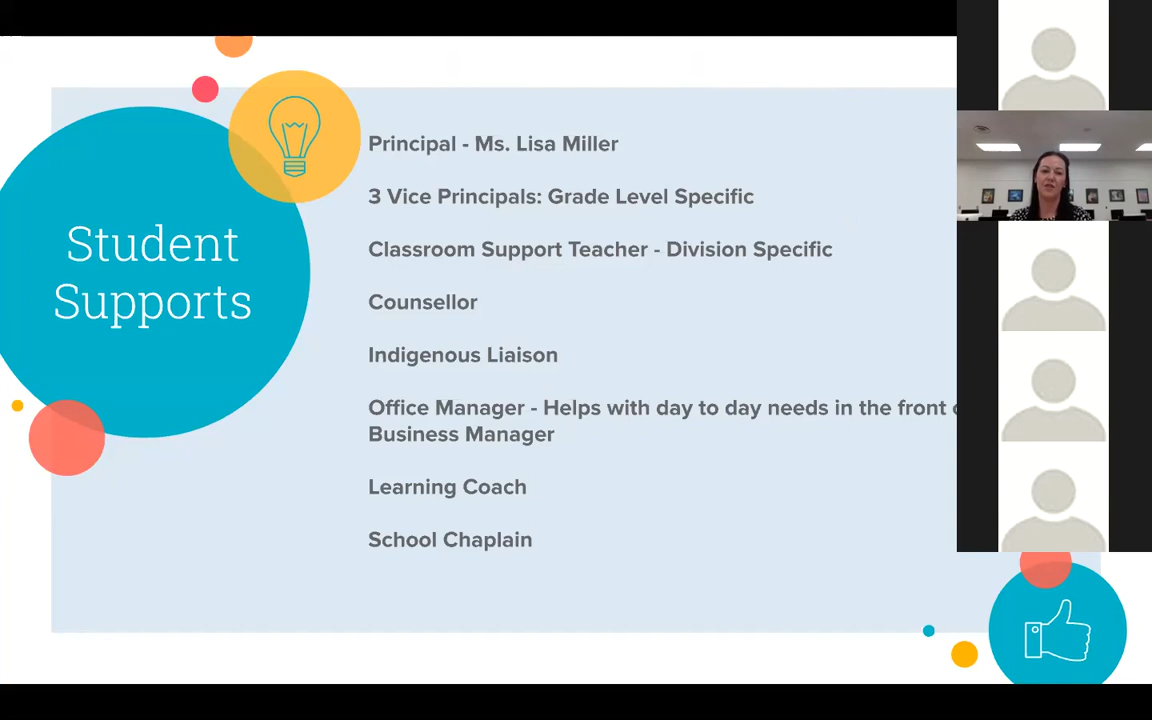 Student
Supports
Principal - Ms. Lisa Miller
3 Vice Principals: Grade Level Specific
Classroom Support Teacher - Division Specific
Counsellor
Indigenous Liaison
Office Manager - Helps with day to day needs in the front
Business Manager
Learning Coach
School Chaplain